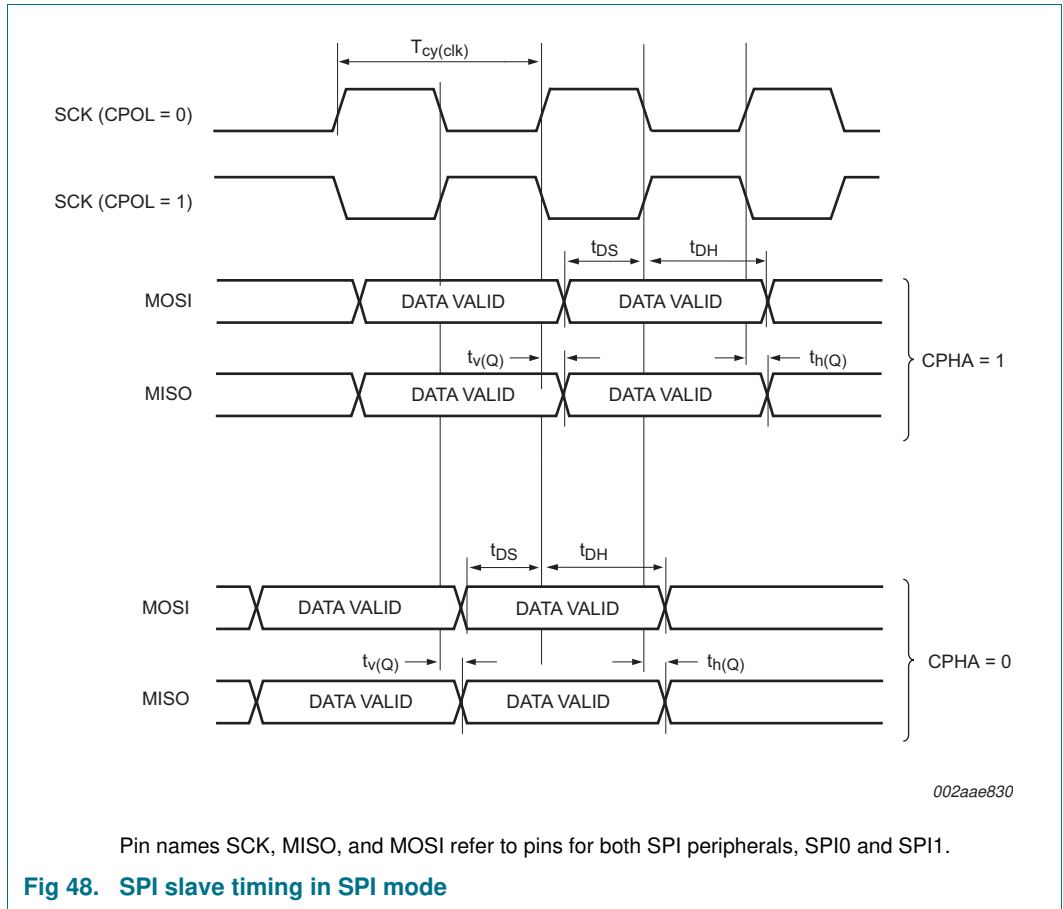 Tcy(clk)
SCK (CPOL = 0)
SCK (CPOL = 1)
tDS tDH
MOSI DATA VALID DATA VALID
tv(Q) th(Q)
CPHA = 1
MISO DATA VALID DATA VALID
tDS tDH
MOSI DATA VALID DATA VALID
tv(Q) th(Q)
CPHA = 0
MISO DATA VALID DATA VALID
002aae830
Pin names SCK, MISO, and MOSI refer to pins for both SPI peripherals, SPI0 and SPI1.
Fig 48. SPI slave timing in SPI mode